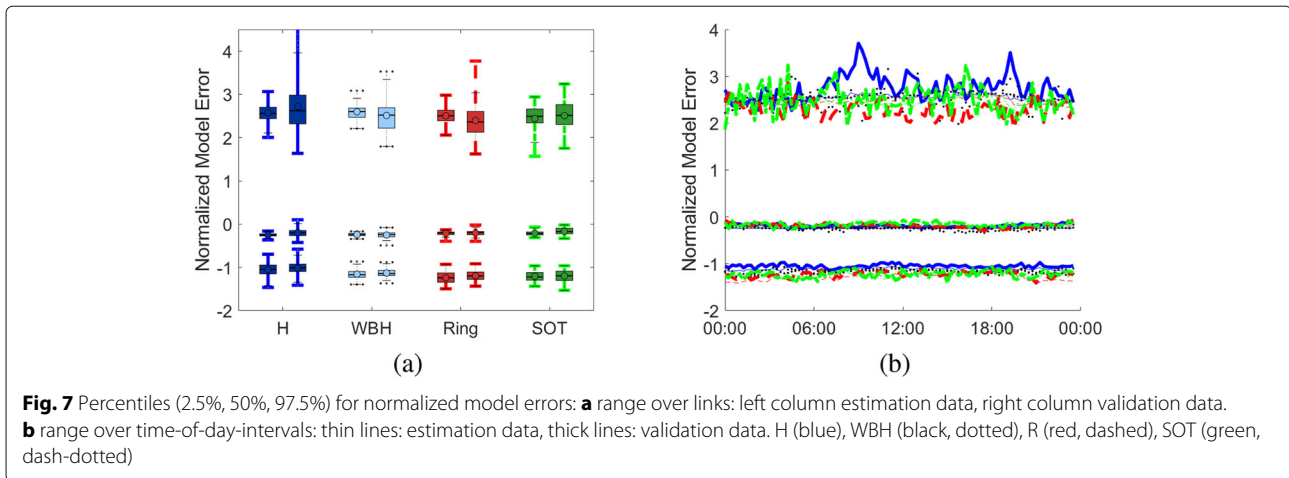 Normalized Model Error
4
3
2
1
0
-1
-2
H WBH Ring SOT
(a)
Normalized Model Error
4
3
2
1
0
-1
-2
00:00 06:00 12:00 18:00 00:00
(b)
Fig. 7 Percentiles (2.5%, 50%, 97.5%) for normalized model errors: a range over links: left column estimation data, right column validation data.
b range over time-of-day-intervals: thin lines: estimation data, thick lines: validation data. H (blue), WBH (black, dotted), R (red, dashed), SOT (green,
dash-dotted)